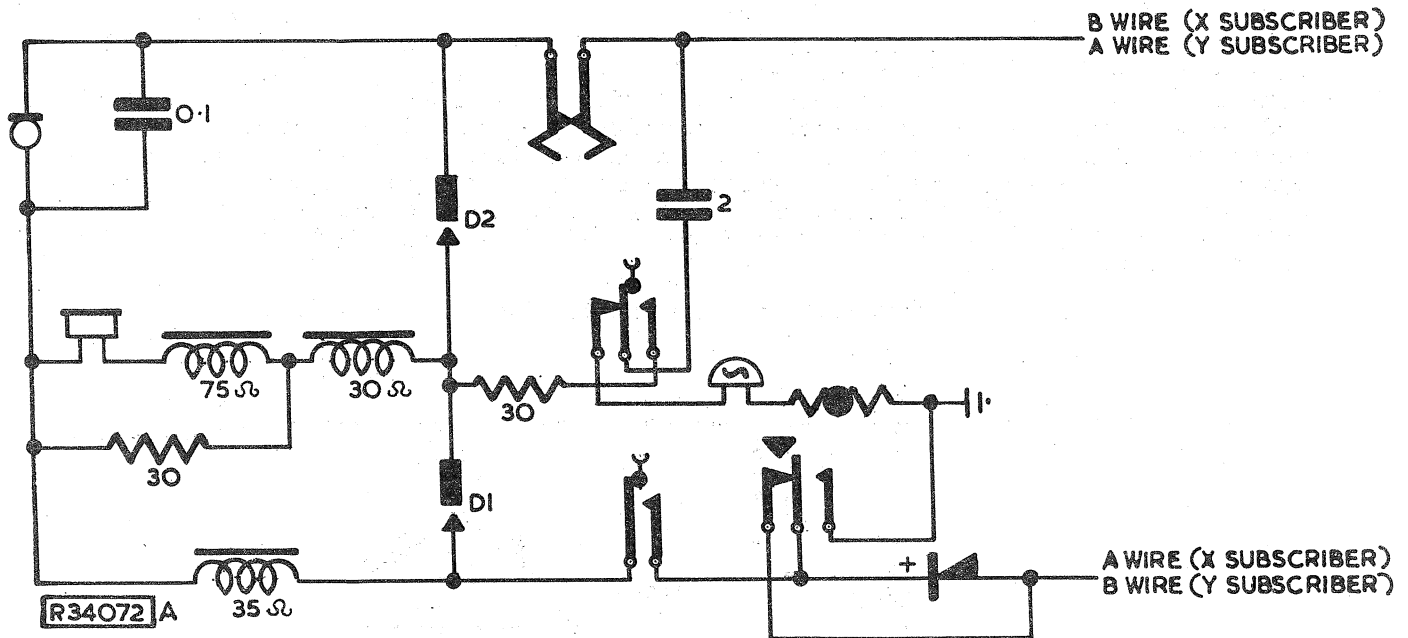 B WIRE (X SUBSCRIBER)
A WIRE (Y SUBSCRIBER)
0·1
D2
2
75 Ω
30 Ω
30
30
D1
+
A WIRE (X SUBSCRIBER)
B WIRE (Y SUBSCRIBER)
35 Ω
R34072 A